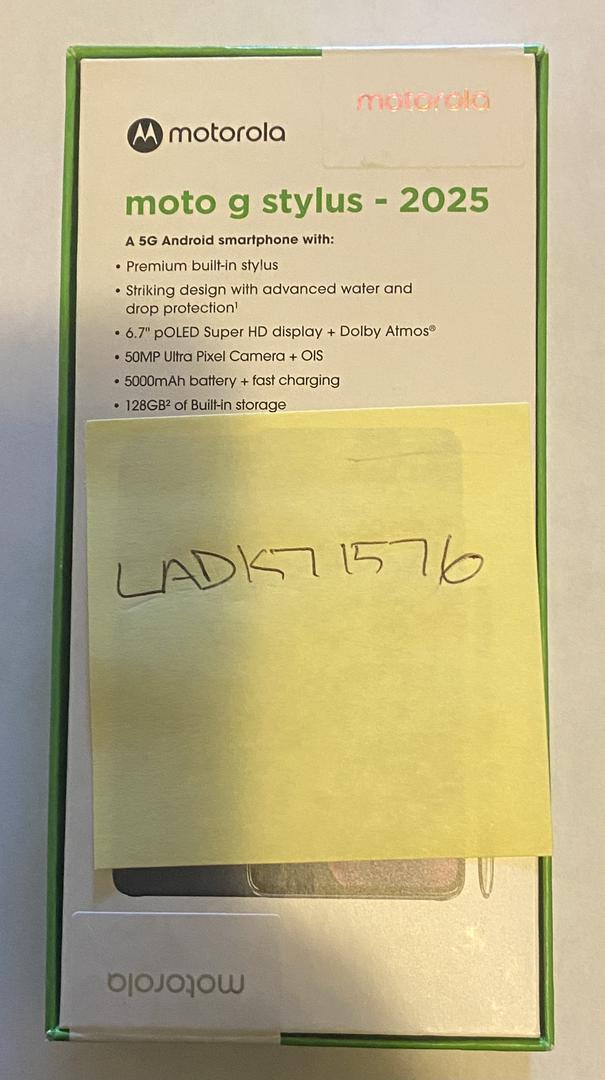 motorola
motorola
moto g stylus - 2025
A 5G Android smartphone with:
• Premium built-in stylus
• Striking design with advanced water and
drop protection¹
• 6.7" pOLED Super HD display + Dolby Atmos®
• 50MP Ultra Pixel Camera + OIS
• 5000mAh battery + fast charging
• 128GB² of Built-in storage
LADK571576
motorola